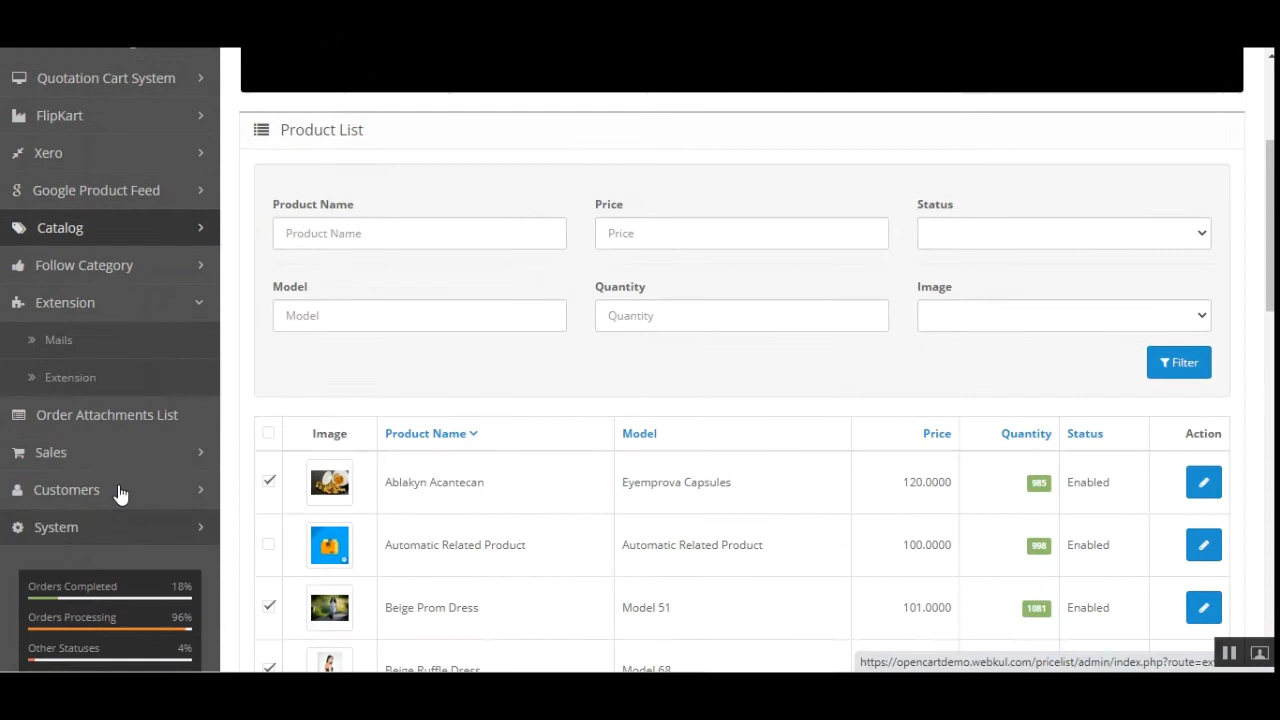 Quotation Cart System
FlipKart
Xero
Google Product Feed
Catalog
Follow Category
Extension
Mails
Extension
Order Attachments List
Sales
Customers
System
Orders Completed 18%
Orders Processing 96%
Other Statuses 4%
Product List
Product Name Price Status
Product Name Price
Model Quantity Image
Model Quantity
Filter
Image Product Name Model Price Quantity Status Action
Ablakyn Acantecan Eyemprova Capsules 120.0000 985 Enabled
Automatic Related Product Automatic Related Product 100.0000 998 Enabled
Beige Prom Dress Model 51 101.0000 1081 Enabled
Beige Ruffle Dress Model 68
https://opencartdemo.webkul.com/pricelist/admin/index.php?route=ex